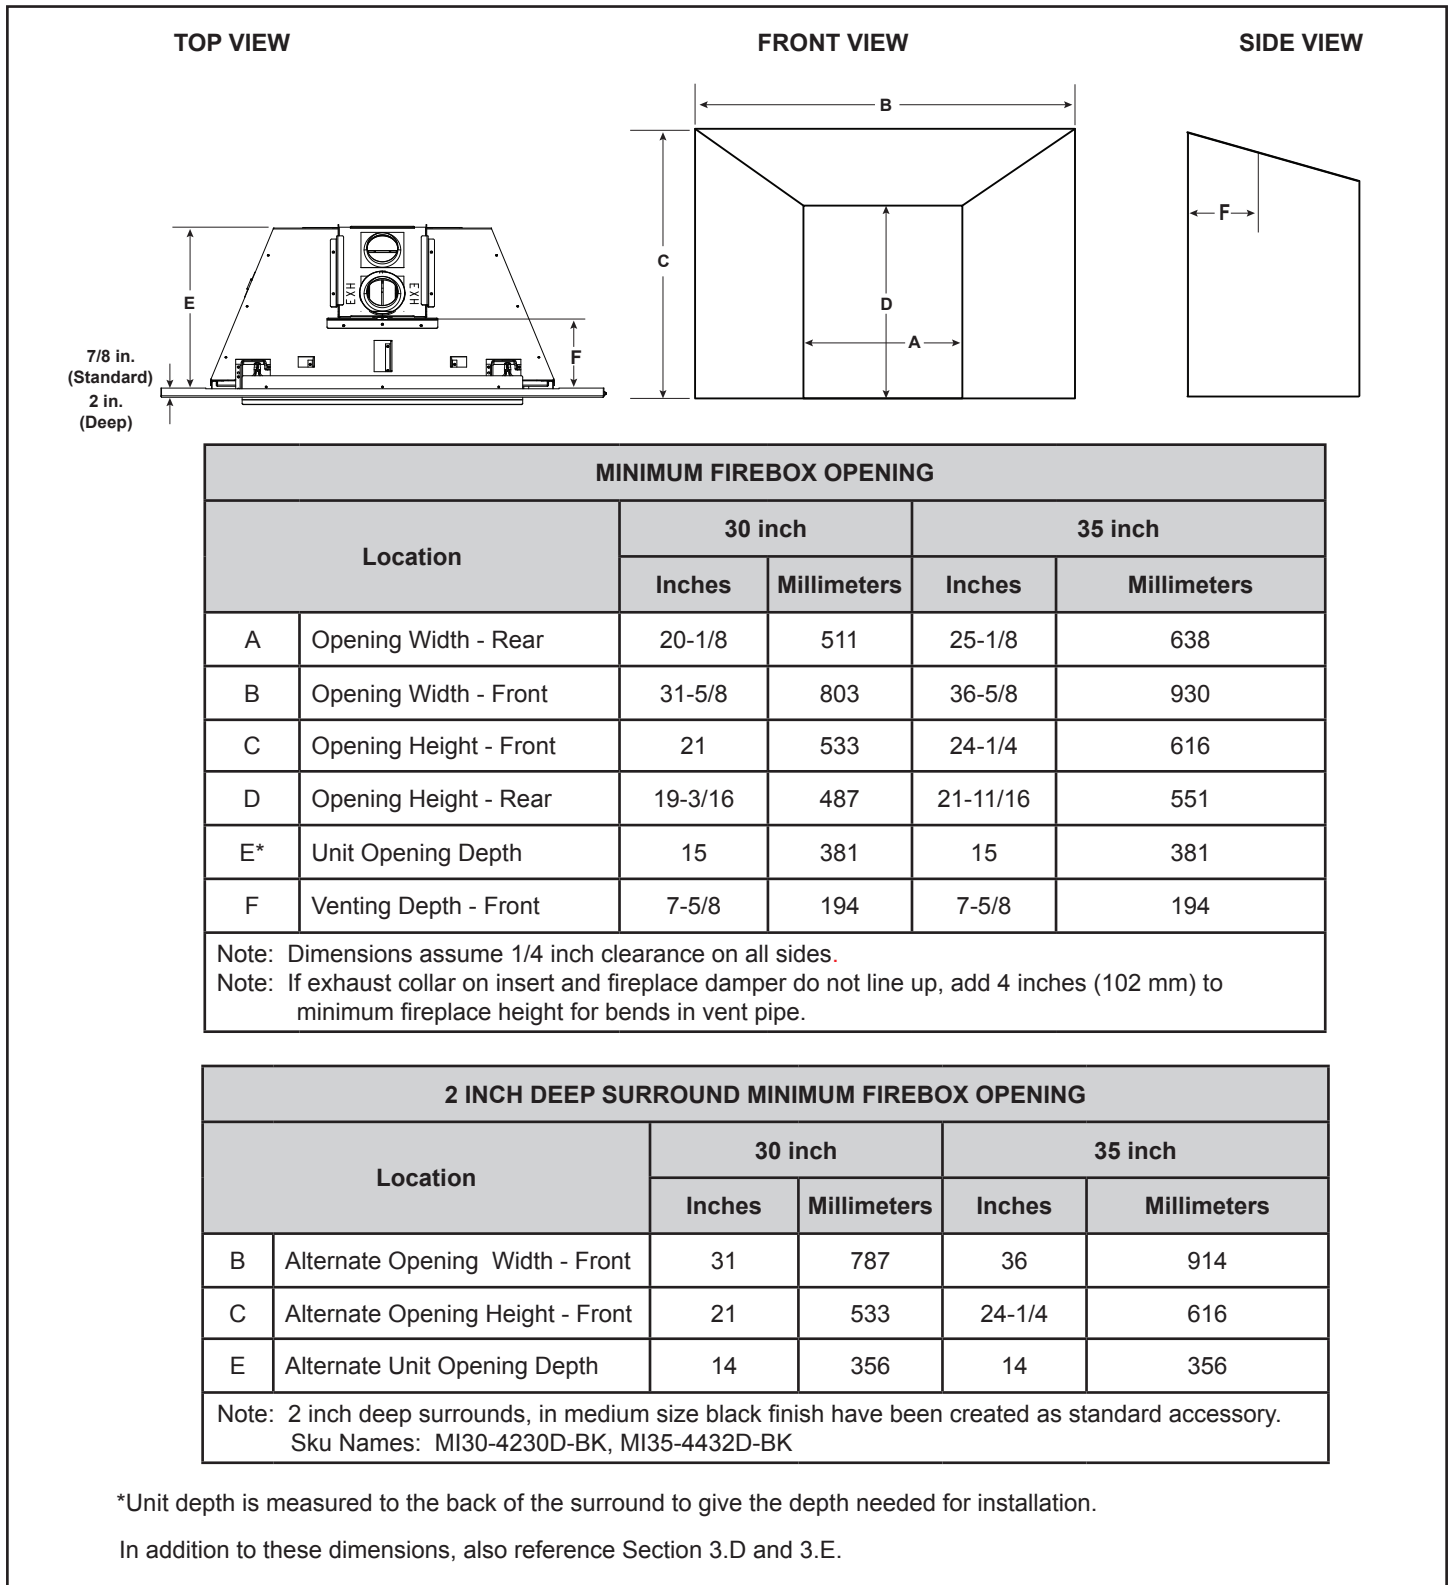 TOP VIEW
FRONT VIEW
SIDE VIEW
B
C
D
A
F
E
EXH
EXH
F
7/8 in.
(Standard)
2 in.
(Deep)
MINIMUM FIREBOX OPENING
Location 30 inch 35 inch
Inches Millimeters Inches Millimeters
A Opening Width - Rear 20-1/8 511 25-1/8 638
B Opening Width - Front 31-5/8 803 36-5/8 930
C Opening Height - Front 21 533 24-1/4 616
D Opening Height - Rear 19-3/16 487 21-11/16 551
E* Unit Opening Depth 15 381 15 381
F Venting Depth - Front 7-5/8 194 7-5/8 194
Note: Dimensions assume 1/4 inch clearance on all sides.
Note: If exhaust collar on insert and fireplace damper do not line up, add 4 inches (102 mm) to
minimum fireplace height for bends in vent pipe.
2 INCH DEEP SURROUND MINIMUM FIREBOX OPENING
Location 30 inch 35 inch
Inches Millimeters Inches Millimeters
B Alternate Opening Width - Front 31 787 36 914
C Alternate Opening Height - Front 21 533 24-1/4 616
E Alternate Unit Opening Depth 14 356 14 356
Note: 2 inch deep surrounds, in medium size black finish have been created as standard accessory.
Sku Names: MI30-4230D-BK, MI35-4432D-BK
*Unit depth is measured to the back of the surround to give the depth needed for installation.
In addition to these dimensions, also reference Section 3.D and 3.E.